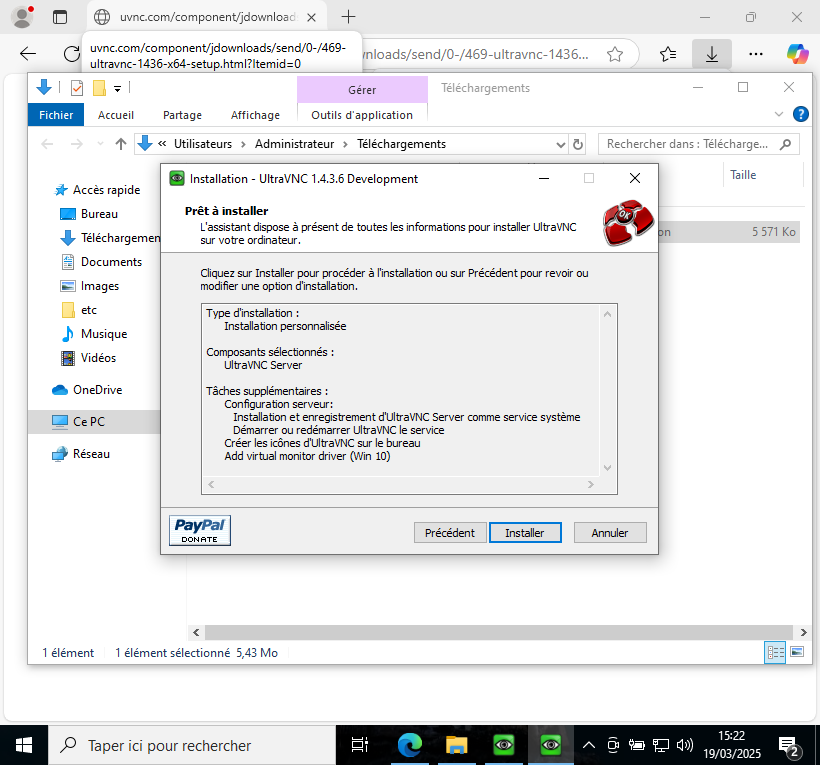 uvnc.com/component/jdownload
uvnc.com/component/jdownloads/send/0-/469-
ultravnc-1436-x64-setup.html?Itemid=0
nloads/send/0-/469-ultravnc-1436...
Gérer
Téléchargements
Fichier
Accueil
Partage
Affichage
Outils d'application
« Utilisateurs > Administrateur > Téléchargements
Rechercher dans : Télécharge...
Taille
on
5 571 Ko
Accès rapide
Bureau
Téléchargemen
Documents
Images
etc
Musique
Vidéos
OneDrive
Ce PC
Réseau
Installation - UltraVNC 1.4.3.6 Development
Prêt à installer
L'assistant dispose à présent de toutes les informations pour installer UltraVNC
sur votre ordinateur.
OK
Cliquez sur Installer pour procéder à l'installation ou sur Précédent pour revoir ou
modifier une option d'installation.
Type d'installation :
Installation personnalisée
Composants sélectionnés :
UltraVNC Server
Tâches supplémentaires :
Configuration serveur:
Installation et enregistrement d'UltraVNC Server comme service système
Démarrer ou redémarrer UltraVNC le service
Créer les icônes d'UltraVNC sur le bureau
Add virtual monitor driver (Win 10)
PayPal
DONATE
Précédent
Installer
Annuler
1 élément
1 élément sélectionné 5,43 Mo
Taper ici pour rechercher
15:22
19/03/2025
2